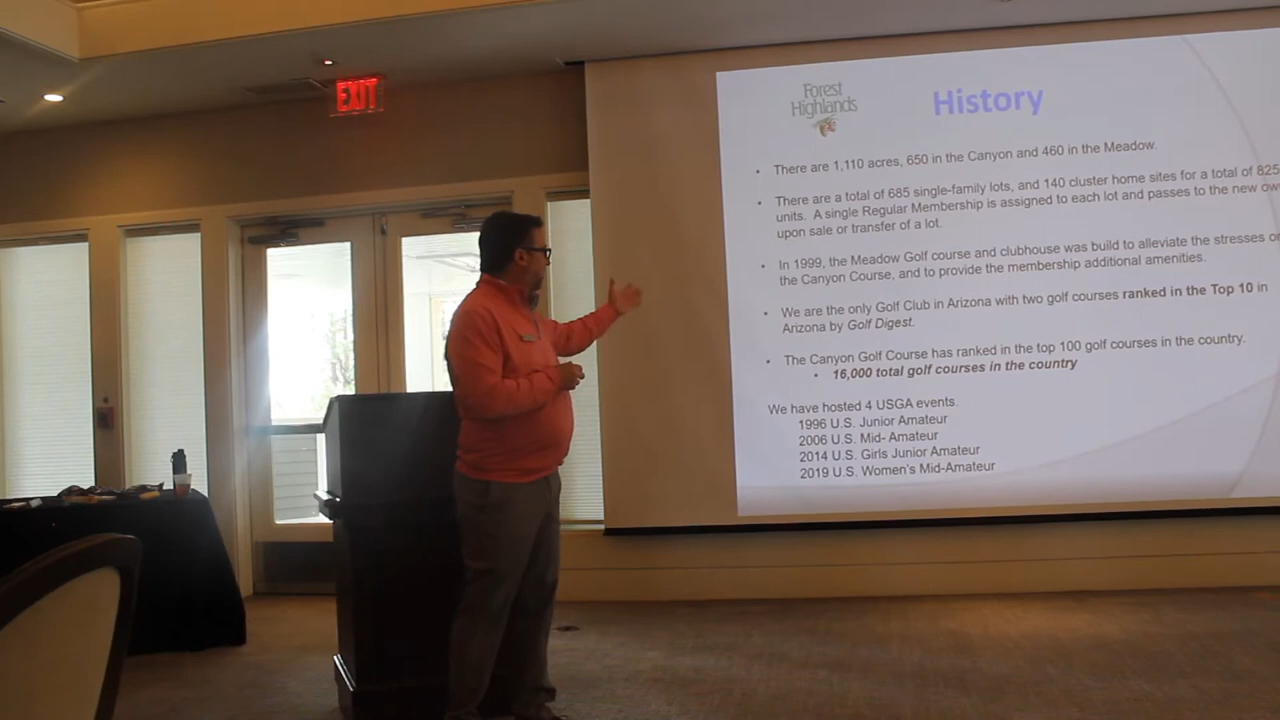 EXIT
Forest
Highlands
History
• There are 1,110 acres, 650 in the Canyon and 460 in the Meadow.
• There are a total of 685 single-family lots, and 140 cluster home sites for a total of 825
units. A single Regular Membership is assigned to each lot and passes to the new
upon sale or transfer of a lot.
• In 1999, the Meadow Golf course and clubhouse was build to alleviate the stresses
the Canyon Course, and to provide the membership additional amenities.
• We are the only Golf Club in Arizona with two golf courses ranked in the Top 10 in
Arizona by Golf Digest.
• The Canyon Golf Course has ranked in the top 100 golf courses in the country.
• 16,000 total golf courses in the country
We have hosted 4 USGA events.
1996 U.S. Junior Amateur
2006 U.S. Mid- Amateur
2014 U.S. Girls Junior Amateur
2019 U.S. Women's Mid-Amateur